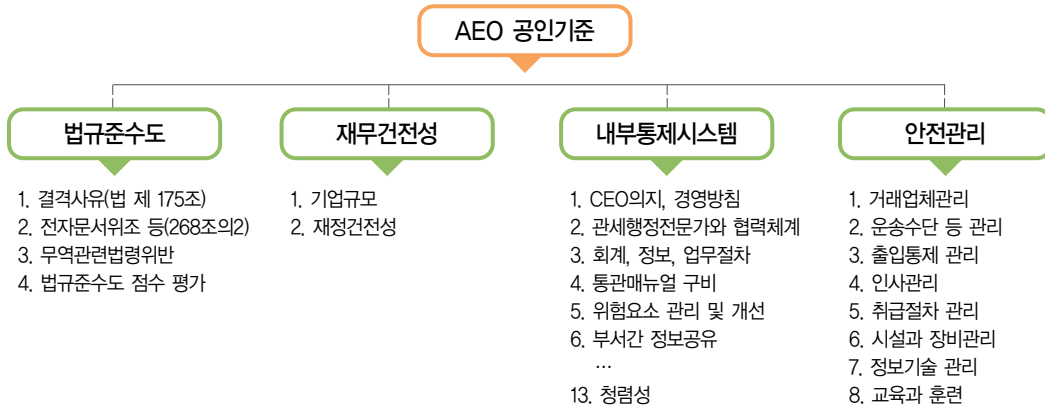 AEO 공인기준
법규준수도
1. 결격사유(법 제 175조)
2. 전자문서위조 등(268조의2)
3. 무역관련법령위반
4. 법규준수도 점수 평가
재무건전성
1. 기업규모
2. 재정건전성
내부통제시스템
1. CEO의지, 경영방침
2. 관세행정전문가와 협력체계
3. 회계, 정보, 업무절차
4. 통관매뉴얼 구비
5. 위험요소 관리 및 개선
6. 부서간 정보공유
…
13. 청렴성
안전관리
1. 거래업체관리
2. 운송수단 등 관리
3. 출입통제 관리
4. 인사관리
5. 취급절차 관리
6. 시설과 장비관리
7. 정보기술 관리
8. 교육과 훈련